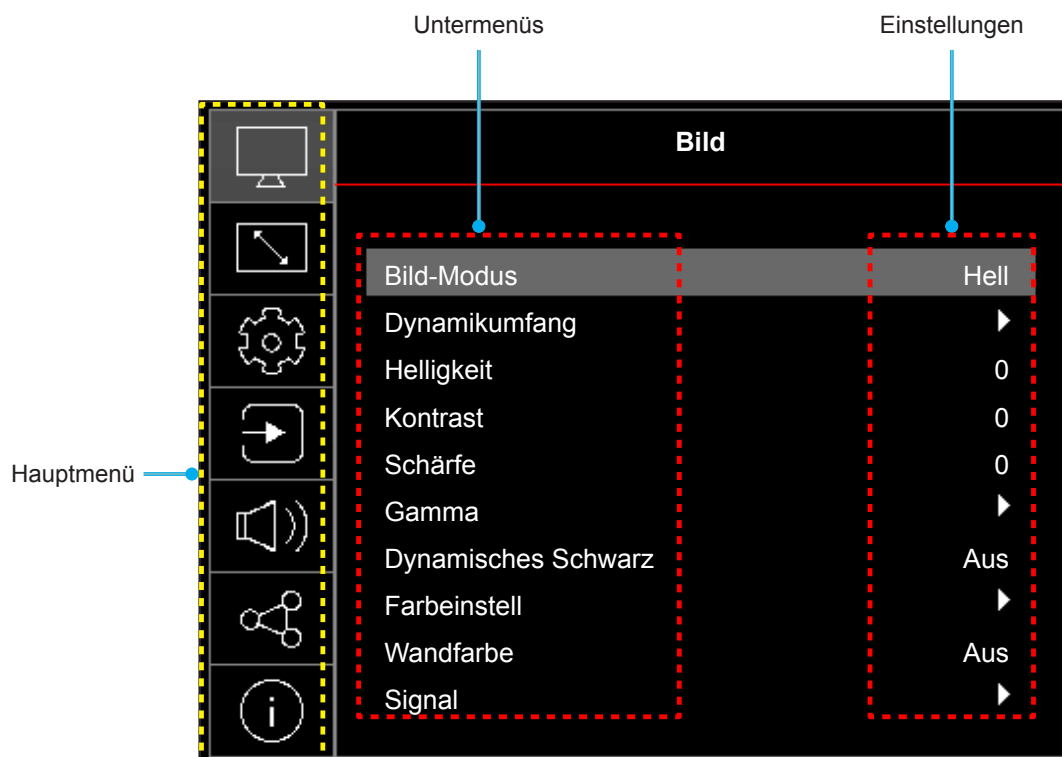 Untermenüs Einstellungen
Bild
Bild-Modus Hell
Dynamikumfang
Helligkeit 0
Kontrast 0
Hauptmenü
Schärfe 0
Gamma
Dynamisches Schwarz Aus
Farbeinstell
Wandfarbe Aus
Signal
i